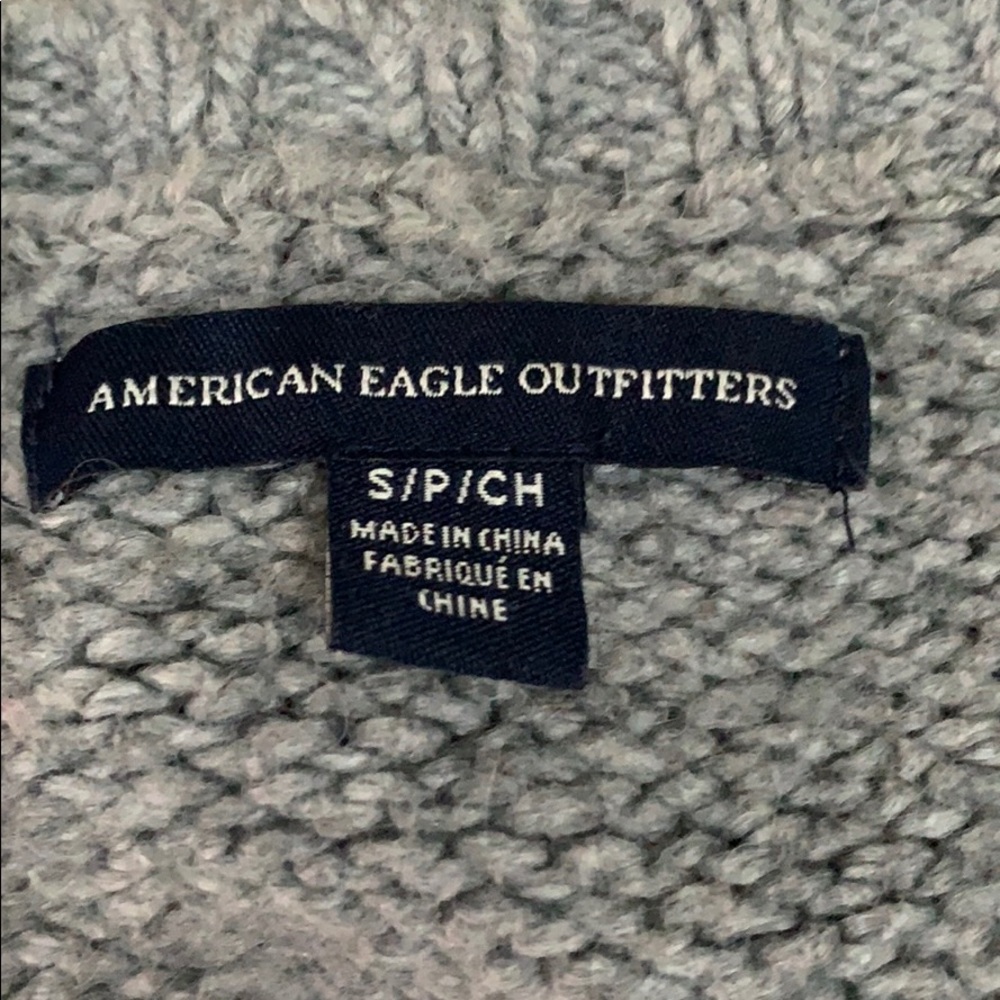 AMERICAN EAGLE OUTFITTERS
S/P/CH
MADE IN CHINA
FABRIQUÉ EN
CHINE